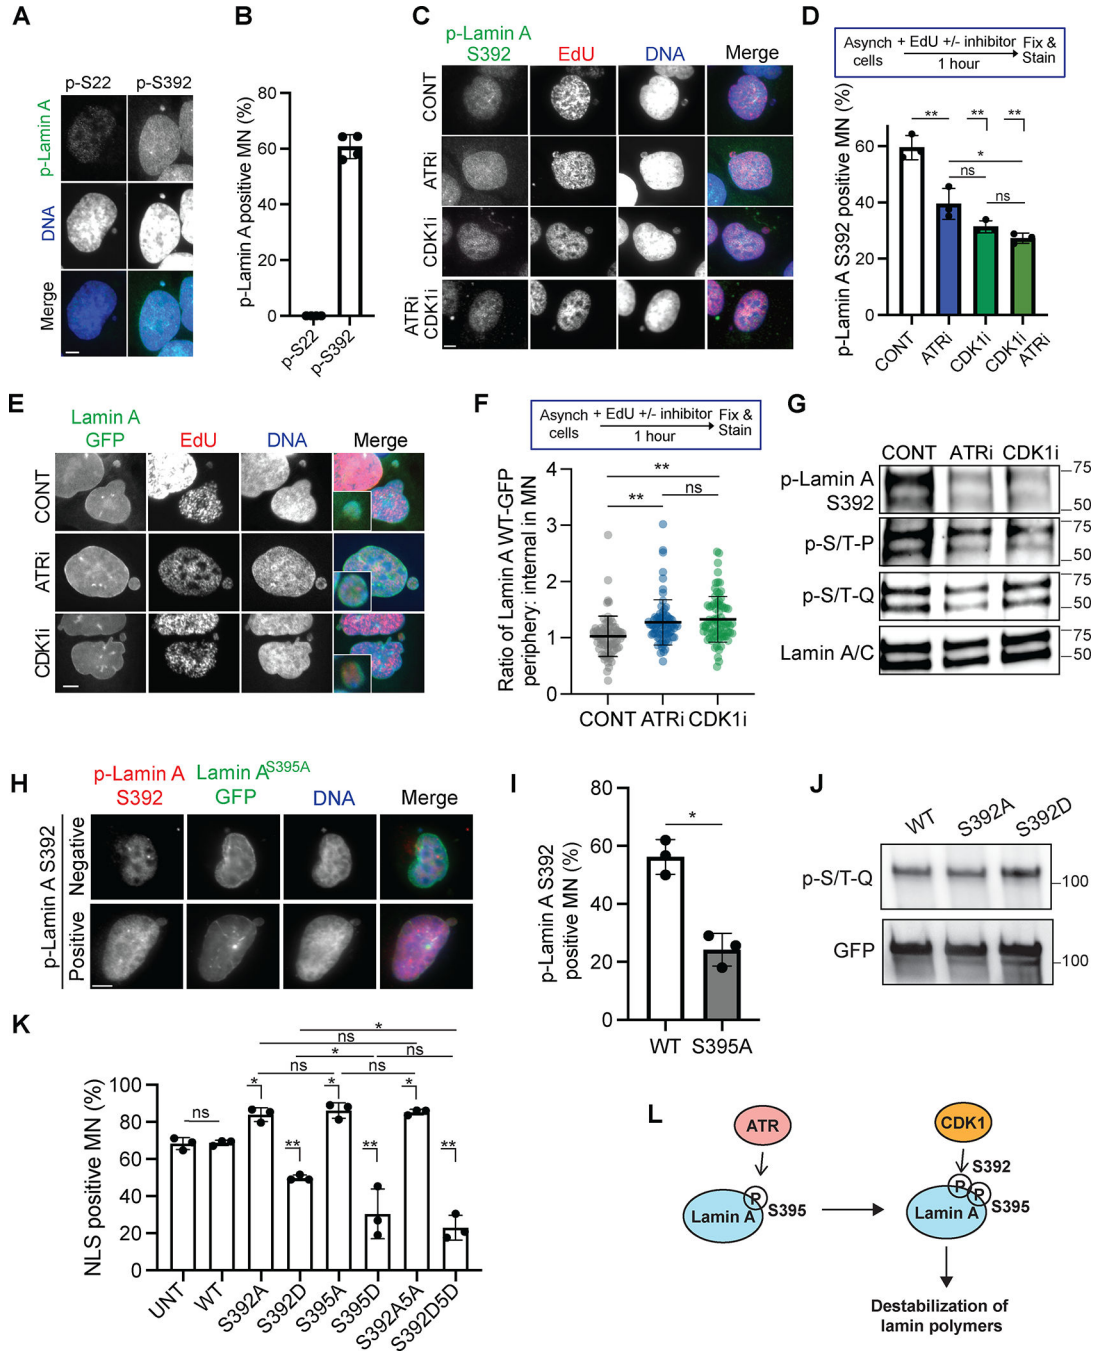 A
p-S22 p-S392
p-Lamin A
DNA
Merge
B
p-Lamin A positive MN (%)
80
60
40
20
0
p-S22
p-S392
C
p-Lamin A
S392 EdU DNA Merge
CONT
ATRi
CDK1i
ATRi
CDK1i
D
Asynch + EdU +/- inhibitor Fix &
cells 1 hour Stain
p-Lamin A S392 positive MN (%)
** ** **
*
ns
ns
60
40
20
0
CONT
ATRi
CDK1i
CDK1i
ATRi
E
Lamin A
GFP EdU DNA Merge
CONT
ATRi
CDK1i
F
Asynch + EdU +/- inhibitor Fix &
cells 1 hour Stain
Ratio of Lamin A WT-GFP
periphery: internal in MN
**
** ns
4
3
2
1
0
CONT ATRi CDK1i
G
CONT ATRi CDK1i
p-Lamin A
S392
75
50
p-S/T-P
75
50
p-S/T-Q
75
50
Lamin A/C
75
50
H
p-Lamin A Lamin A S395A
S392 GFP DNA Merge
p-Lamin A S392
Negative
Positive
I
p-Lamin A S392
positive MN (%)
*
80
60
40
20
0
WT S395A
J
WT S392A S392D
p-S/T-Q
100
GFP
100
K
NLS positive MN (%)
*
ns
* ns
ns ns
ns * * *
** ** **
100
80
60
40
20
0
UNT
WT
S392A
S392D
S395A
S395D
S392A5A
S392D5D
L
ATR CDK1
P S392
P P
Lamin A S395 Lamin A S395
Destabilization of
lamin polymers